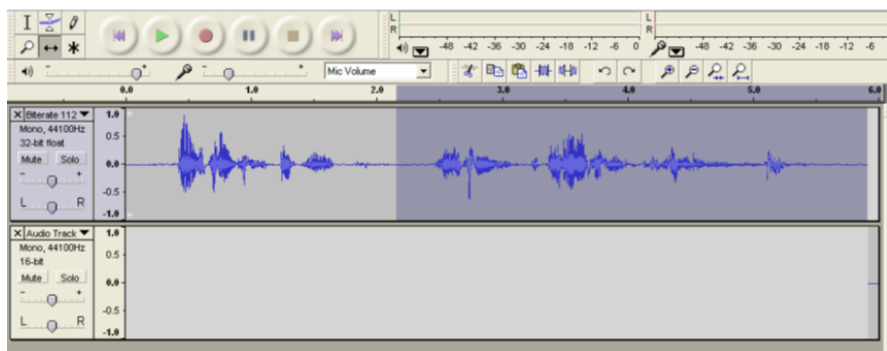 L
R
-48 -42 -36 -30 -24 -18 -12 -6 0
L
R
-48 -42 -36 -30 -24 -18 -12 -6
- +
- +
Mic Volume
0.0 1.0 2.0 3.0 4.0 5.0 6.0
X Biterate 112
Mono, 44100Hz
32-bit float
Mute Solo
- +
L R
1.0
0.5
0.0
-0.5
-1.0
X Audio Track
Mono, 44100Hz
16-bit
Mute Solo
- +
L R
1.0
0.5
0.0
-0.5
-1.0